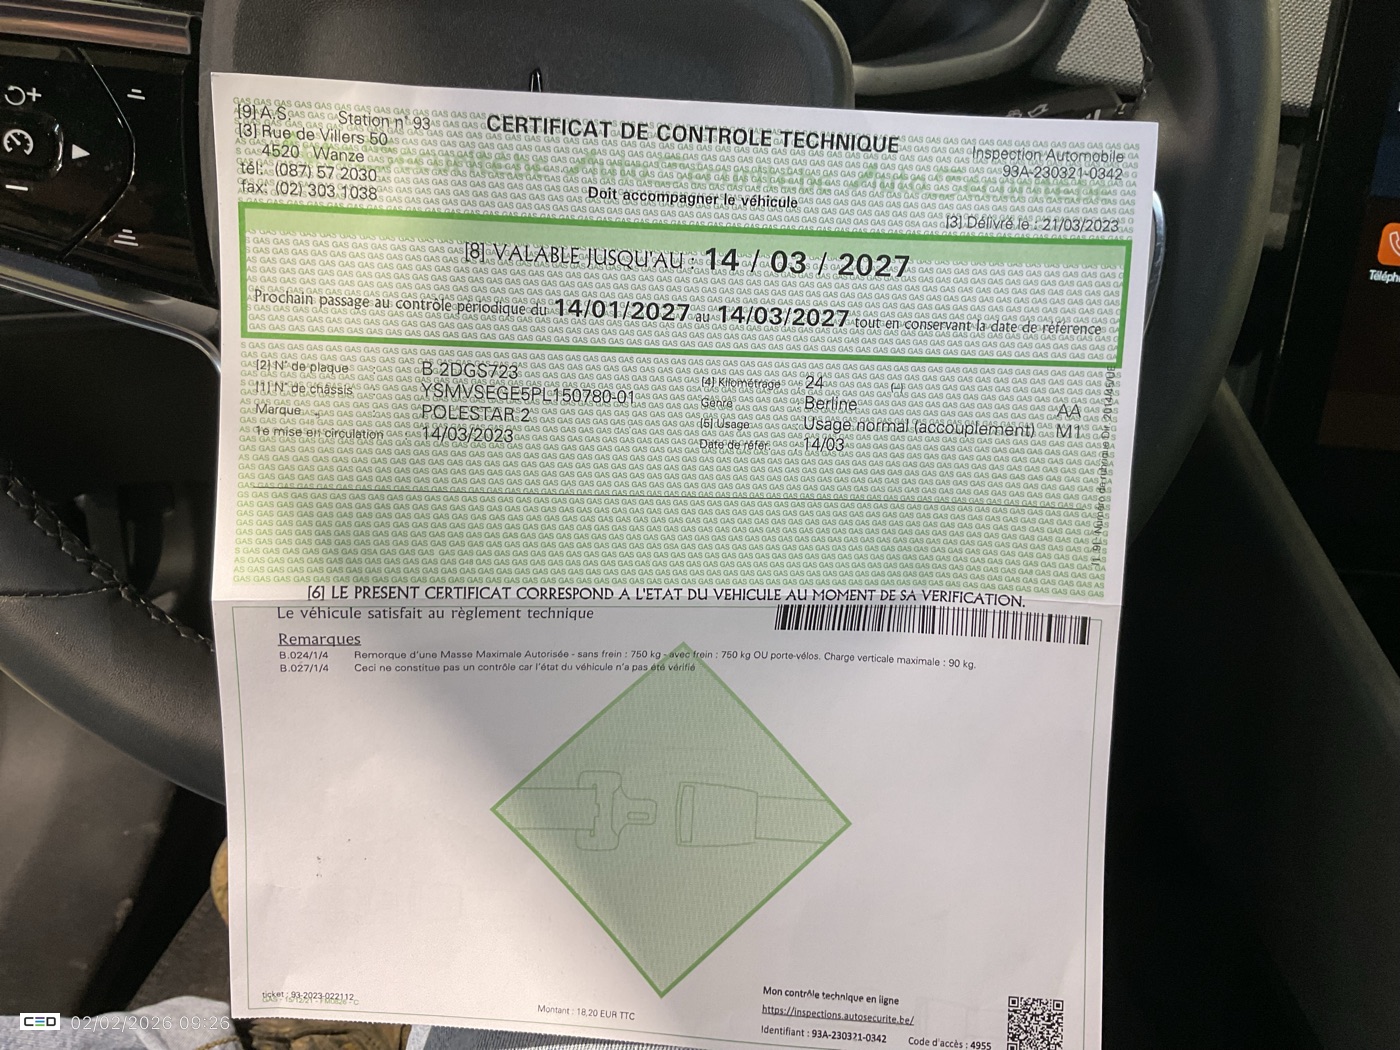 [9] A.S. Station n° 93
[3] Rue de Villers 50
4520 Wanze
tél.: (087) 57 2030
fax: (02) 303 1038
CERTIFICAT DE CONTROLE TECHNIQUE
Doit accompagner le véhicule
Inspection Automobile
93A-230321-0342
[3] Délivré le : 21/03/2023
[8] VALABLE JUSQU'AU : 14 / 03 / 2027
Prochain passage au contrôle périodique du 14/01/2027 au 14/03/2027 tout en conservant la date de référence
[2] N° de plaque : B 2DGS723
[1] N° de châssis : YSMVSEGE5PL150780-01
Marque : POLESTAR 2
1e mise en circulation 14/03/2023
[4] Kilométrage 24 (-)
Genre Berline AA
[5] Usage Usage normal (accouplement) M1
Date de référ. 14/03
[6] LE PRESENT CERTIFICAT CORRESPOND A L'ETAT DU VEHICULE AU MOMENT DE SA VERIFICATION.
Le véhicule satisfait au règlement technique
Remarques
B.024/1/4 Remorque d'une Masse Maximale Autorisée - sans frein : 750 kg - avec frein : 750 kg OU porte-vélos. Charge verticale maximale : 90 kg.
B.027/1/4 Ceci ne constitue pas un contrôle car l'état du véhicule n'a pas été vérifié
ticket : 93-2023-022112
Montant : 18,20 EUR TTC
Mon contrôle technique en ligne
https://inspections.autosecurite.be/
Identifiant : 93A-230321-0342 Code d'accès : 4955
Téléph
CED 02/02/2026 09:26